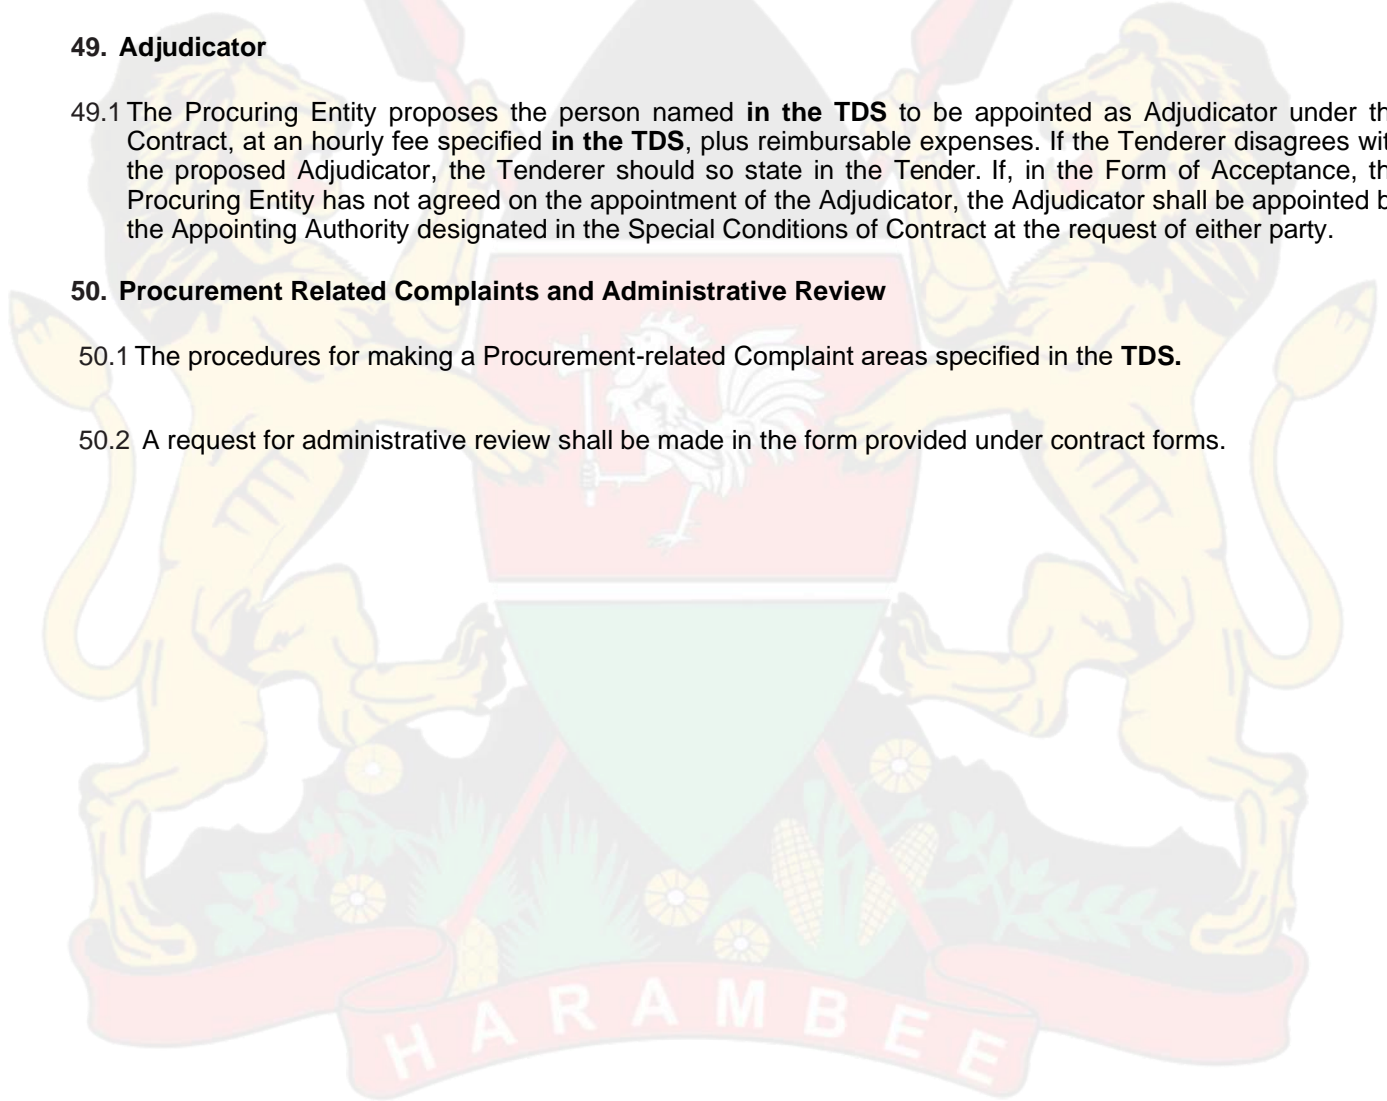 49. Adjudicator
49.1 The Procuring Entity proposes the person named in the TDS to be appointed as Adjudicator under th
Contract, at an hourly fee specified in the TDS, plus reimbursable expenses. If the Tenderer disagrees wit
the proposed Adjudicator, the Tenderer should so state in the Tender. If, in the Form of Acceptance, th
Procuring Entity has not agreed on the appointment of the Adjudicator, the Adjudicator shall be appointed b
the Appointing Authority designated in the Special Conditions of Contract at the request of either party.
50. Procurement Related Complaints and Administrative Review
50.1 The procedures for making a Procurement-related Complaint areas specified in the TDS.
50.2 A request for administrative review shall be made in the form provided under contract forms.
HARAMBEE